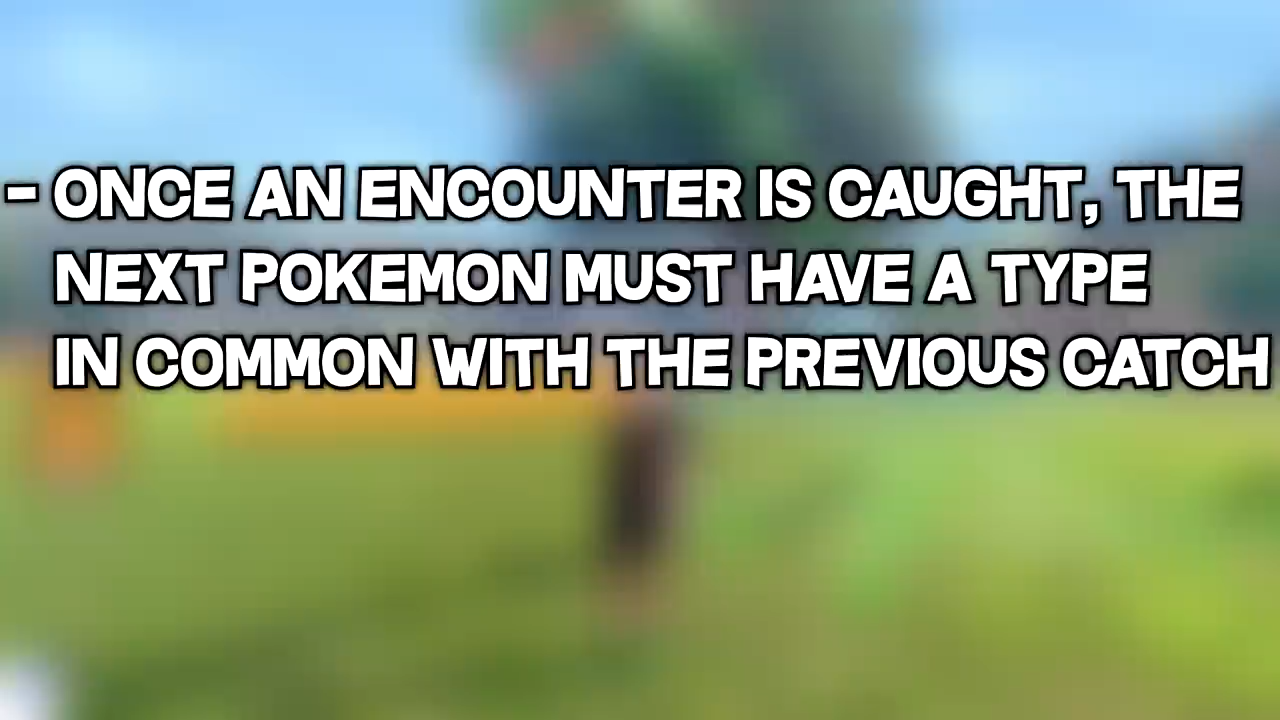 - ONCE AN ENCOUNTER IS CAUGHT, THE
NEXT POKEMON MUST HAVE A TYPE
IN COMMON WITH THE PREVIOUS CATCH